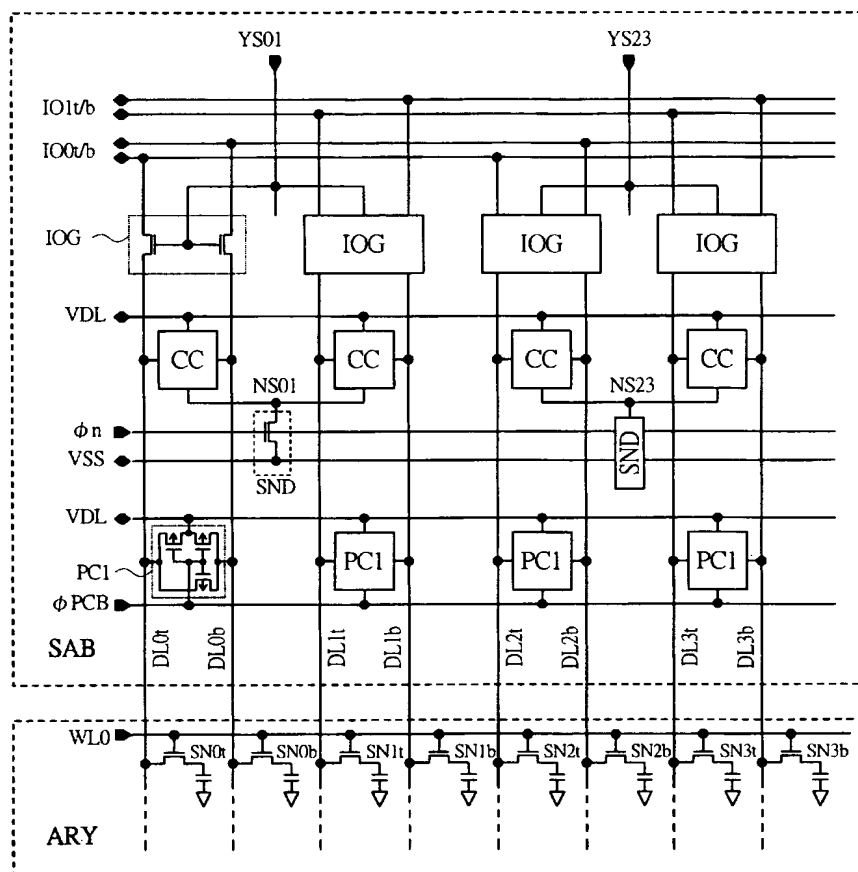 YS01 YS23
IO1t/b
IO0t/b
IOG IOG IOG IOG
VDL
CC CC CC CC
NS01 NS23
φn
VSS
SND SND
VDL
PC1 PC1 PC1 PC1
φPCB
SAB DL0t DL0b DL1t DL1b DL2t DL2b DL3t DL3b
WL0
SN0t SN0b SN1t SN1b SN2t SN2b SN3t SN3b
ARY